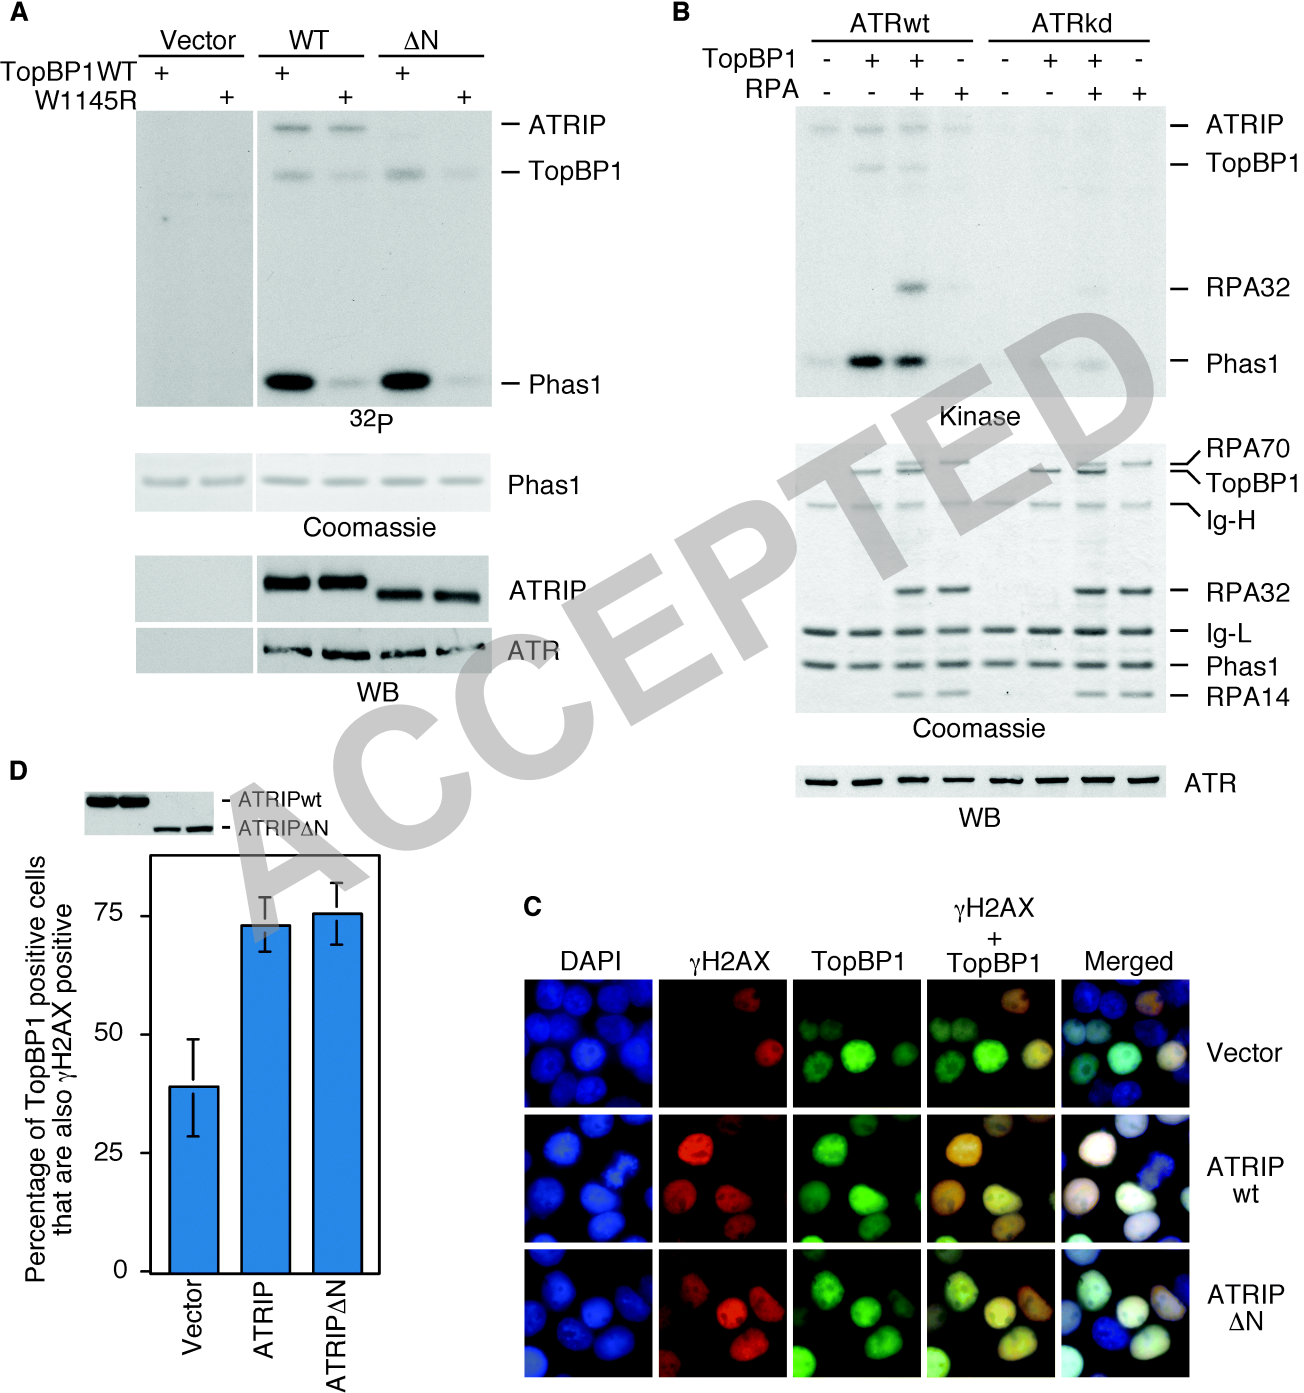 A
Vector WT ΔN
TopBP1WT + + +
W1145R + + +
ATRIP
TopBP1
Phas1
32P
Phas1
Coomassie
ATRIP
ATR
WB
B
ATRwt ATRkd
TopBP1 - + + - - + + -
RPA - - + + - - + +
ATRIP
TopBP1
RPA32
Phas1
Kinase
RPA70
TopBP1
Ig-H
RPA32
Ig-L
Phas1
RPA14
Coomassie
ATR
WB
ACCEPTED
D
ATRIPwt
ATRIPΔN
Percentage of TopBP1 positive cells
that are also γH2AX positive
75
50
25
0
Vector
ATRIP
ATRIPΔN
C
DAPI γH2AX TopBP1 γH2AX + TopBP1 Merged
Vector
ATRIP
wt
ATRIP
ΔN